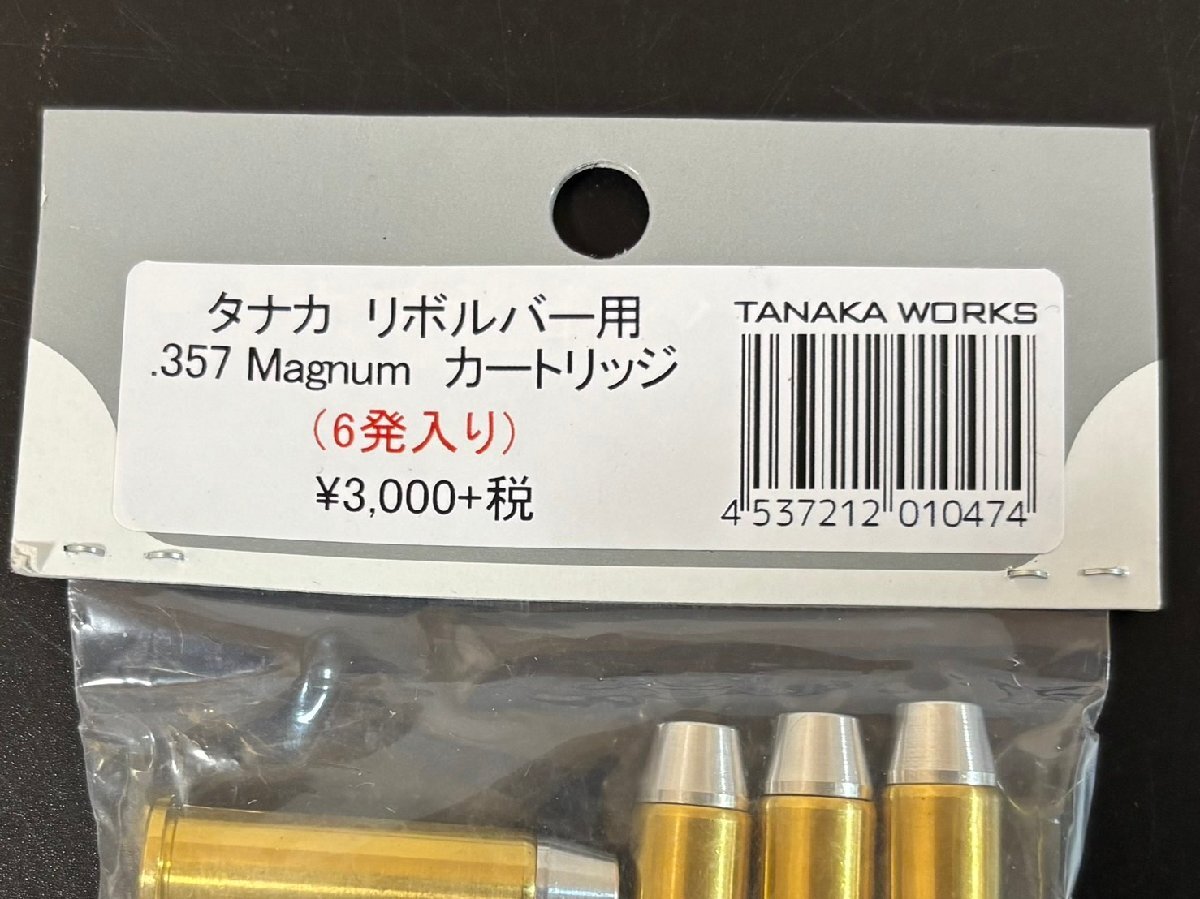 タナカ リボルバー用
.357 Magnum カートリッジ
(6発入り)
¥3,000+税
TANAKA WORKS
4 537212 010474